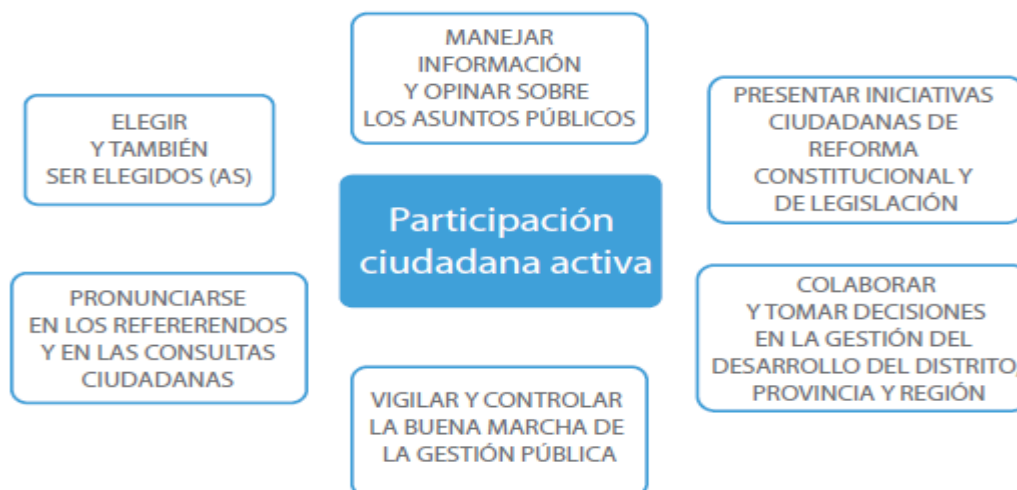 MANEJAR
INFORMACIÓN
Y OPINAR SOBRE
LOS ASUNTOS PÚBLICOS
ELEGIR
Y TAMBIÉN
SER ELEGIDOS (AS)
PRESENTAR INICIATIVAS
CIUDADANAS DE
REFORMA
CONSTITUCIONAL Y
DE LEGISLACIÓN
Participación
ciudadana activa
PRONUNCIARSE
EN LOS REFERERENDOS
Y EN LAS CONSULTAS
CIUDADANAS
COLABORAR
Y TOMAR DECISIONES
EN LA GESTIÓN DEL
DESARROLLO DEL DISTRITO,
PROVINCIA Y REGIÓN
VIGILAR Y CONTROLAR
LA BUENA MARCHA DE
LA GESTIÓN PÚBLICA